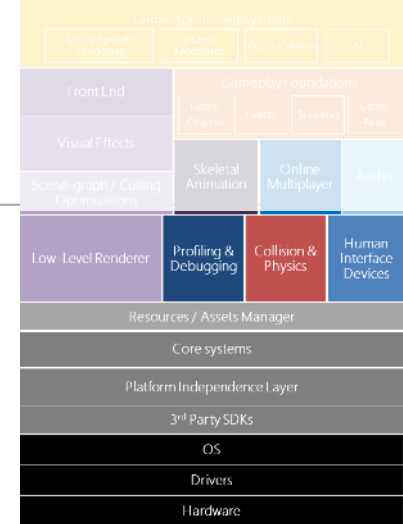 Game-Specific Subsystems
Game-Specific
Rendering
Player
Mechanics
Game Camera
AI
Front End
Gameplay Foundations
Game
Objects
Events
Scripting
Game
Flow
Visual Effects
Skeletal
Animation
Online
Multiplayer
Audio
Scene-graph / Culling
Optimizations
Low-Level Renderer
Profiling &
Debugging
Collision &
Physics
Human
Interface
Devices
Resources / Assets Manager
Core systems
Platform Independence Layer
3rd Party SDKs
OS
Drivers
Hardware